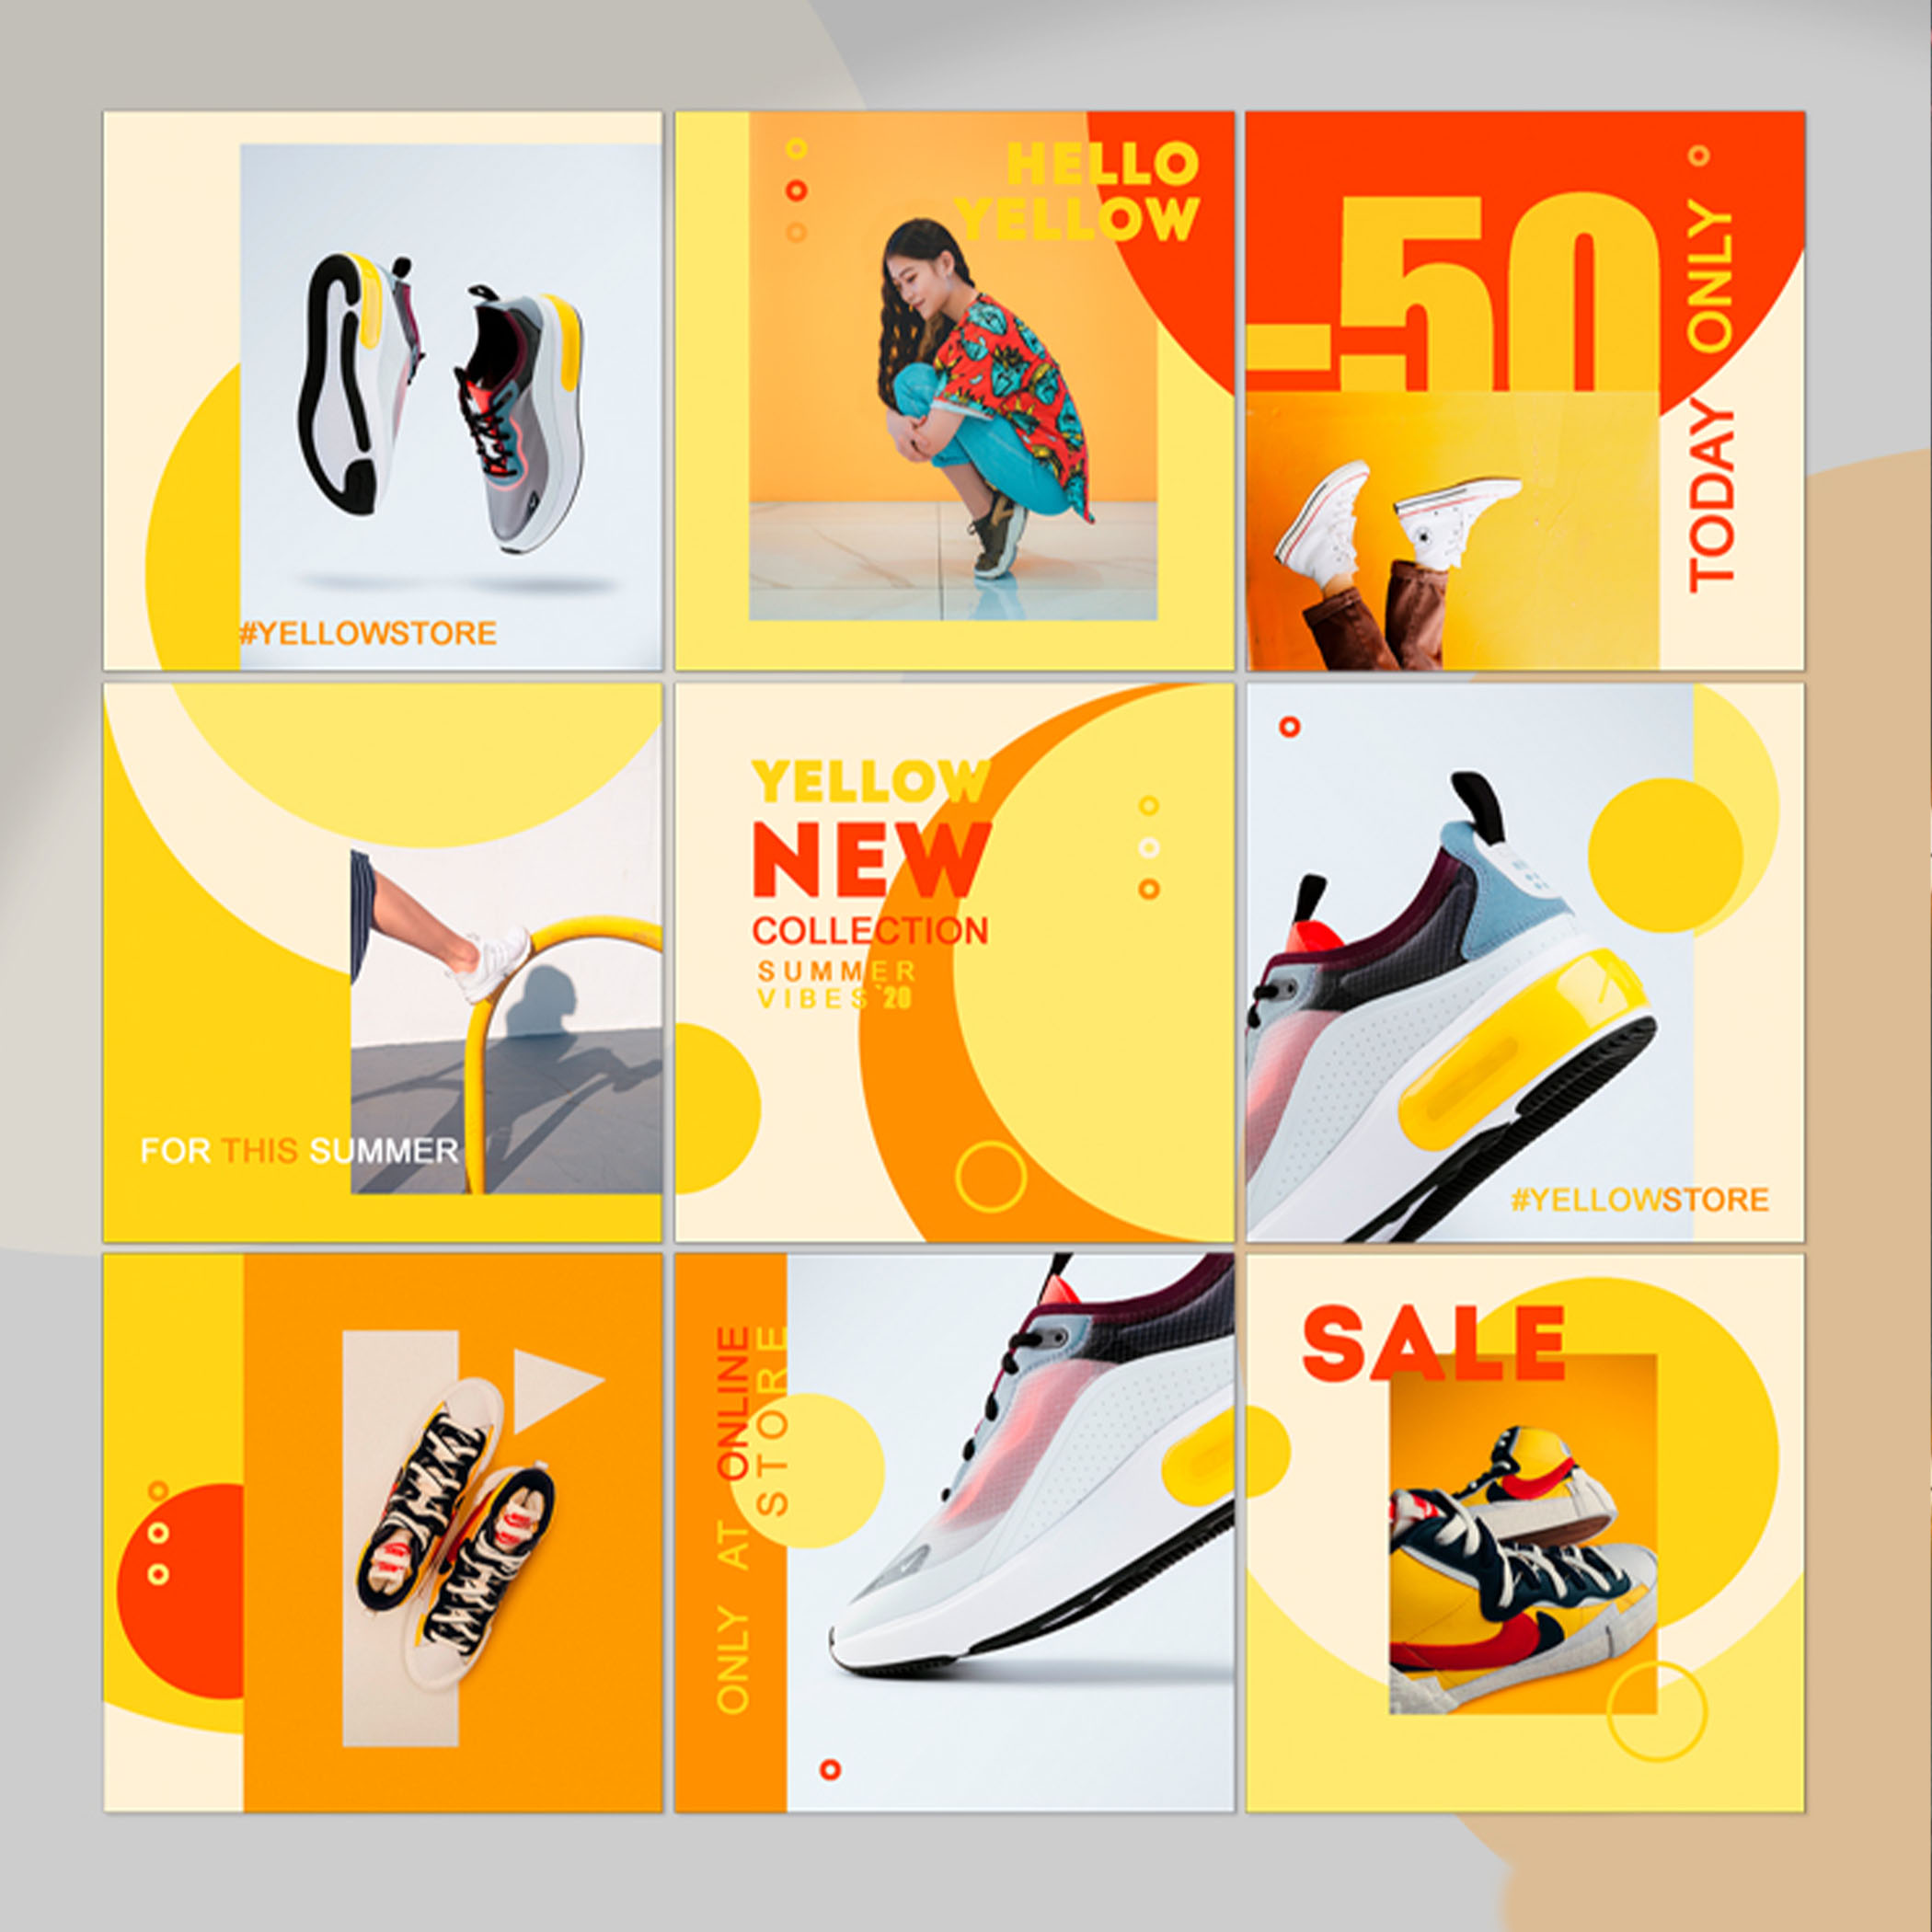 #YELLOWSTORE
HELLO
YELLOW
-50
TODAY ONLY
FOR THIS SUMMER
YELLOW
NEW
COLLECTION
SUMMER
VIBES`20
#YELLOWSTORE
ONLY AT ONLINE
STORE
SALE